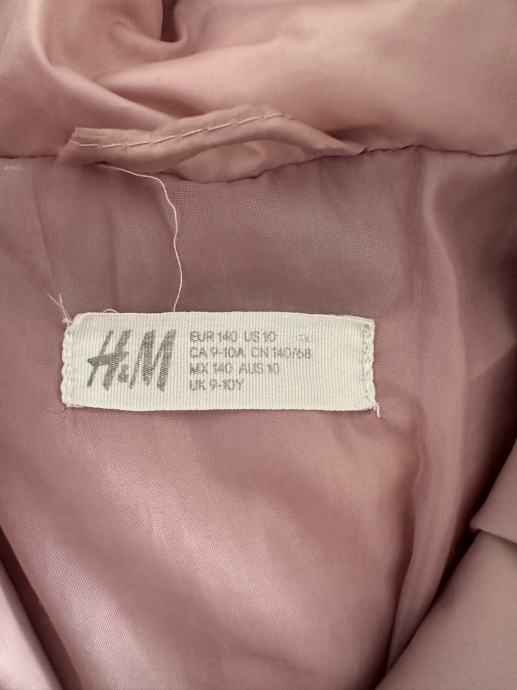 H&M
EUR 140 US 10
CA 9-10A CN 140/68
MX 140 AUS 10
UK 9-10Y